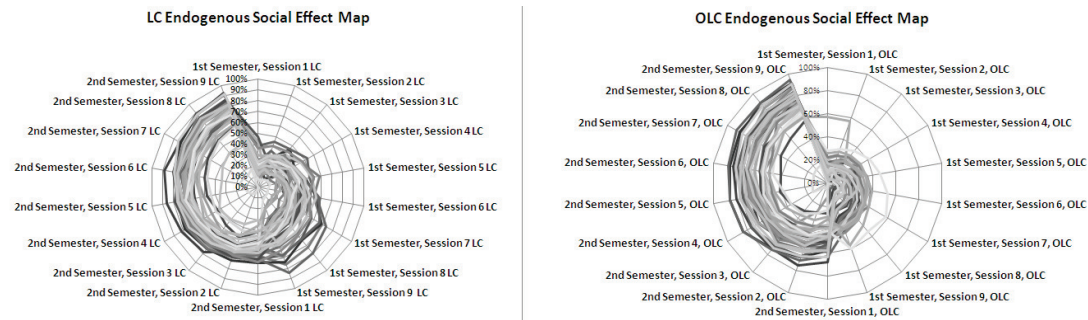 LC Endogenous Social Effect Map
1st Semester, Session 1 LC
1st Semester, Session 2 LC
1st Semester, Session 3 LC
1st Semester, Session 4 LC
1st Semester, Session 5 LC
1st Semester, Session 6 LC
1st Semester, Session 7 LC
1st Semester, Session 8 LC
1st Semester, Session 9 LC
2nd Semester, Session 1 LC
2nd Semester, Session 2 LC
2nd Semester, Session 3 LC
2nd Semester, Session 4 LC
2nd Semester, Session 5 LC
2nd Semester, Session 6 LC
2nd Semester, Session 7 LC
2nd Semester, Session 8 LC
2nd Semester, Session 9 LC
100%
90%
80%
70%
60%
50%
40%
30%
20%
10%
0%
OLC Endogenous Social Effect Map
1st Semester, Session 1, OLC
1st Semester, Session 2, OLC
1st Semester, Session 3, OLC
1st Semester, Session 4, OLC
1st Semester, Session 5, OLC
1st Semester, Session 6, OLC
1st Semester, Session 7, OLC
1st Semester, Session 8, OLC
1st Semester, Session 9, OLC
2nd Semester, Session 1, OLC
2nd Semester, Session 2, OLC
2nd Semester, Session 3, OLC
2nd Semester, Session 4, OLC
2nd Semester, Session 5, OLC
2nd Semester, Session 6, OLC
2nd Semester, Session 7, OLC
2nd Semester, Session 8, OLC
2nd Semester, Session 9, OLC
100%
80%
60%
40%
20%
0%